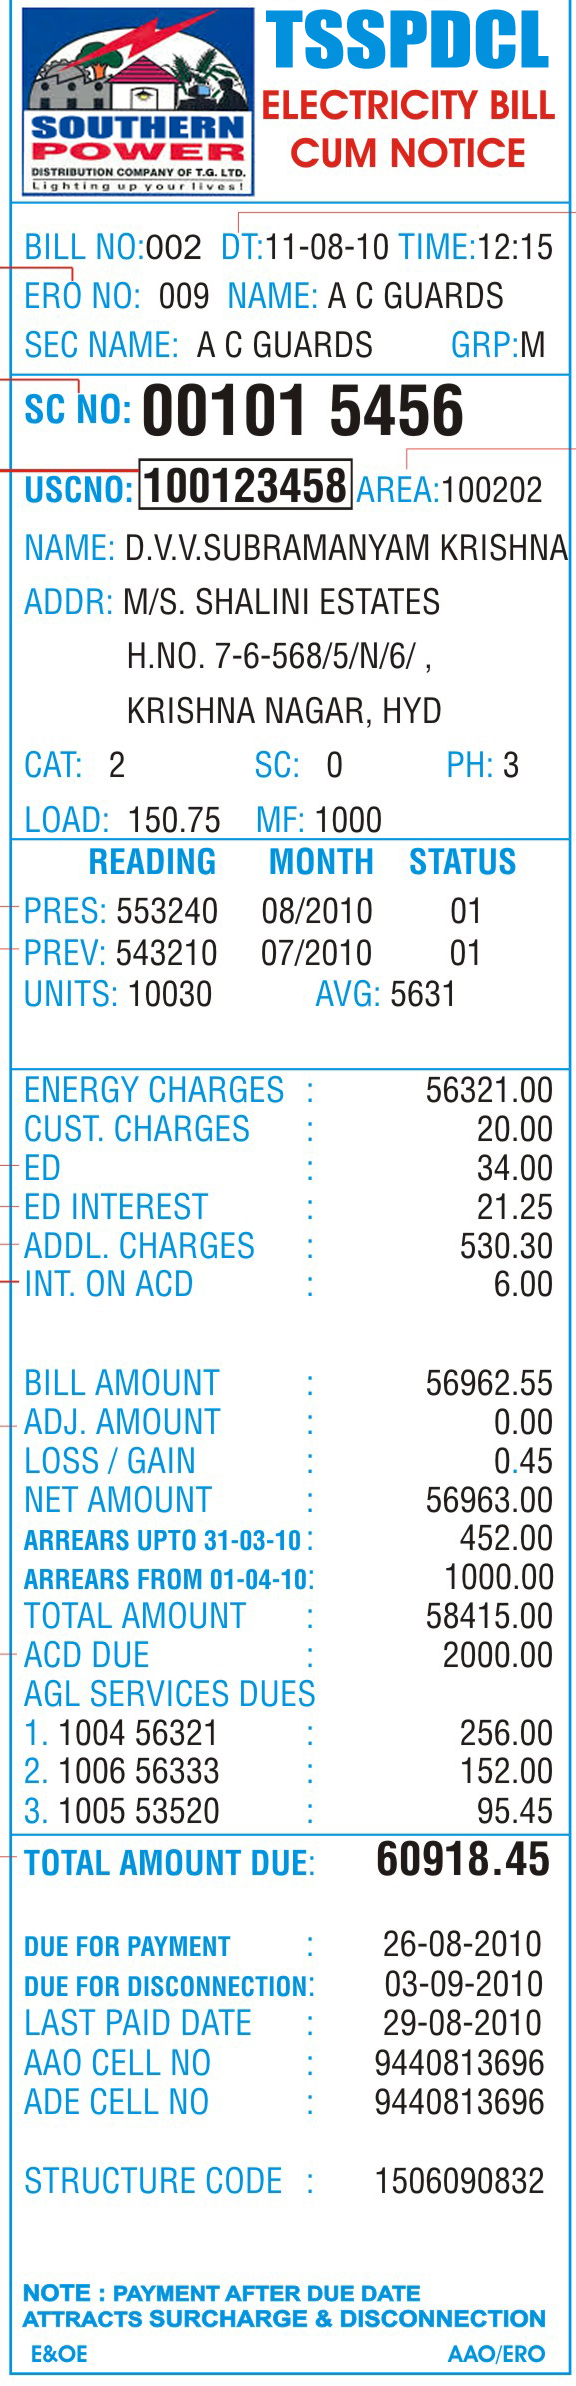 SOUTHERN
POWER
DISTRIBUTION COMPANY OF T.G. LTD.
Lighting up your lives!
TSSPDCL
ELECTRICITY BILL
CUM NOTICE
BILL NO:002 DT:11-08-10 TIME:12:15
ERO NO: 009 NAME: A C GUARDS
SEC NAME: A C GUARDS GRP:M
SC NO: 00101 5456
USCNO: 100123458 AREA:100202
NAME: D.V.V.SUBRAMANYAM KRISHNA
ADDR: M/S. SHALINI ESTATES
H.NO. 7-6-568/5/N/6/ ,
KRISHNA NAGAR, HYD
CAT: 2 SC: 0 PH: 3
LOAD: 150.75 MF: 1000
READING MONTH STATUS
PRES: 553240 08/2010 01
PREV: 543210 07/2010 01
UNITS: 10030 AVG: 5631
ENERGY CHARGES : 56321.00
CUST. CHARGES : 20.00
ED : 34.00
ED INTEREST : 21.25
ADDL. CHARGES : 530.30
INT. ON ACD : 6.00
BILL AMOUNT : 56962.55
ADJ. AMOUNT : 0.00
LOSS / GAIN : 0.45
NET AMOUNT : 56963.00
ARREARS UPTO 31-03-10 : 452.00
ARREARS FROM 01-04-10: 1000.00
TOTAL AMOUNT : 58415.00
ACD DUE : 2000.00
AGL SERVICES DUES
1. 1004 56321 : 256.00
2. 1006 56333 : 152.00
3. 1005 53520 : 95.45
TOTAL AMOUNT DUE: 60918.45
DUE FOR PAYMENT : 26-08-2010
DUE FOR DISCONNECTION: 03-09-2010
LAST PAID DATE : 29-08-2010
AAO CELL NO : 9440813696
ADE CELL NO : 9440813696
STRUCTURE CODE : 1506090832
NOTE : PAYMENT AFTER DUE DATE
ATTRACTS SURCHARGE & DISCONNECTION
E&OE AAO/ERO